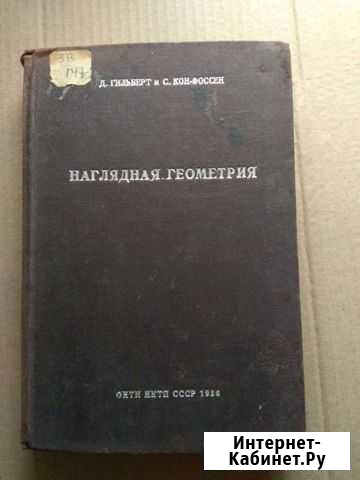 Д. ГИЛЬБЕРТ и С. КОН-ФОССЕН
НАГЛЯДНАЯ ГЕОМЕТРИЯ
ОНТИ НКТП СССР 1936
Интернет-
Кабинет.Ру